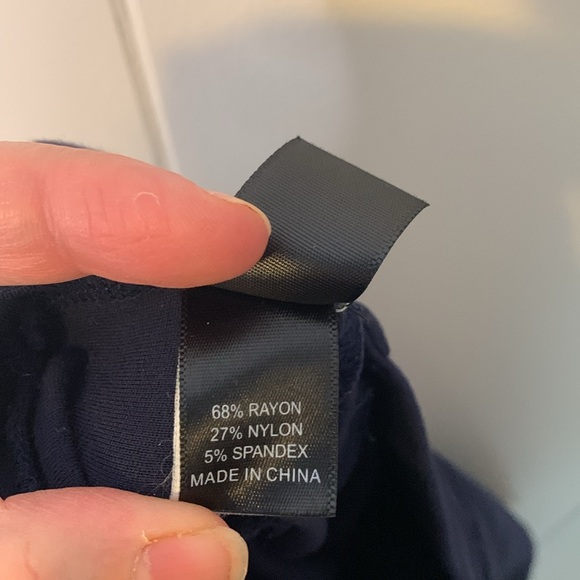 68% RAYON
27% NYLON
5% SPANDEX
MADE IN CHINA